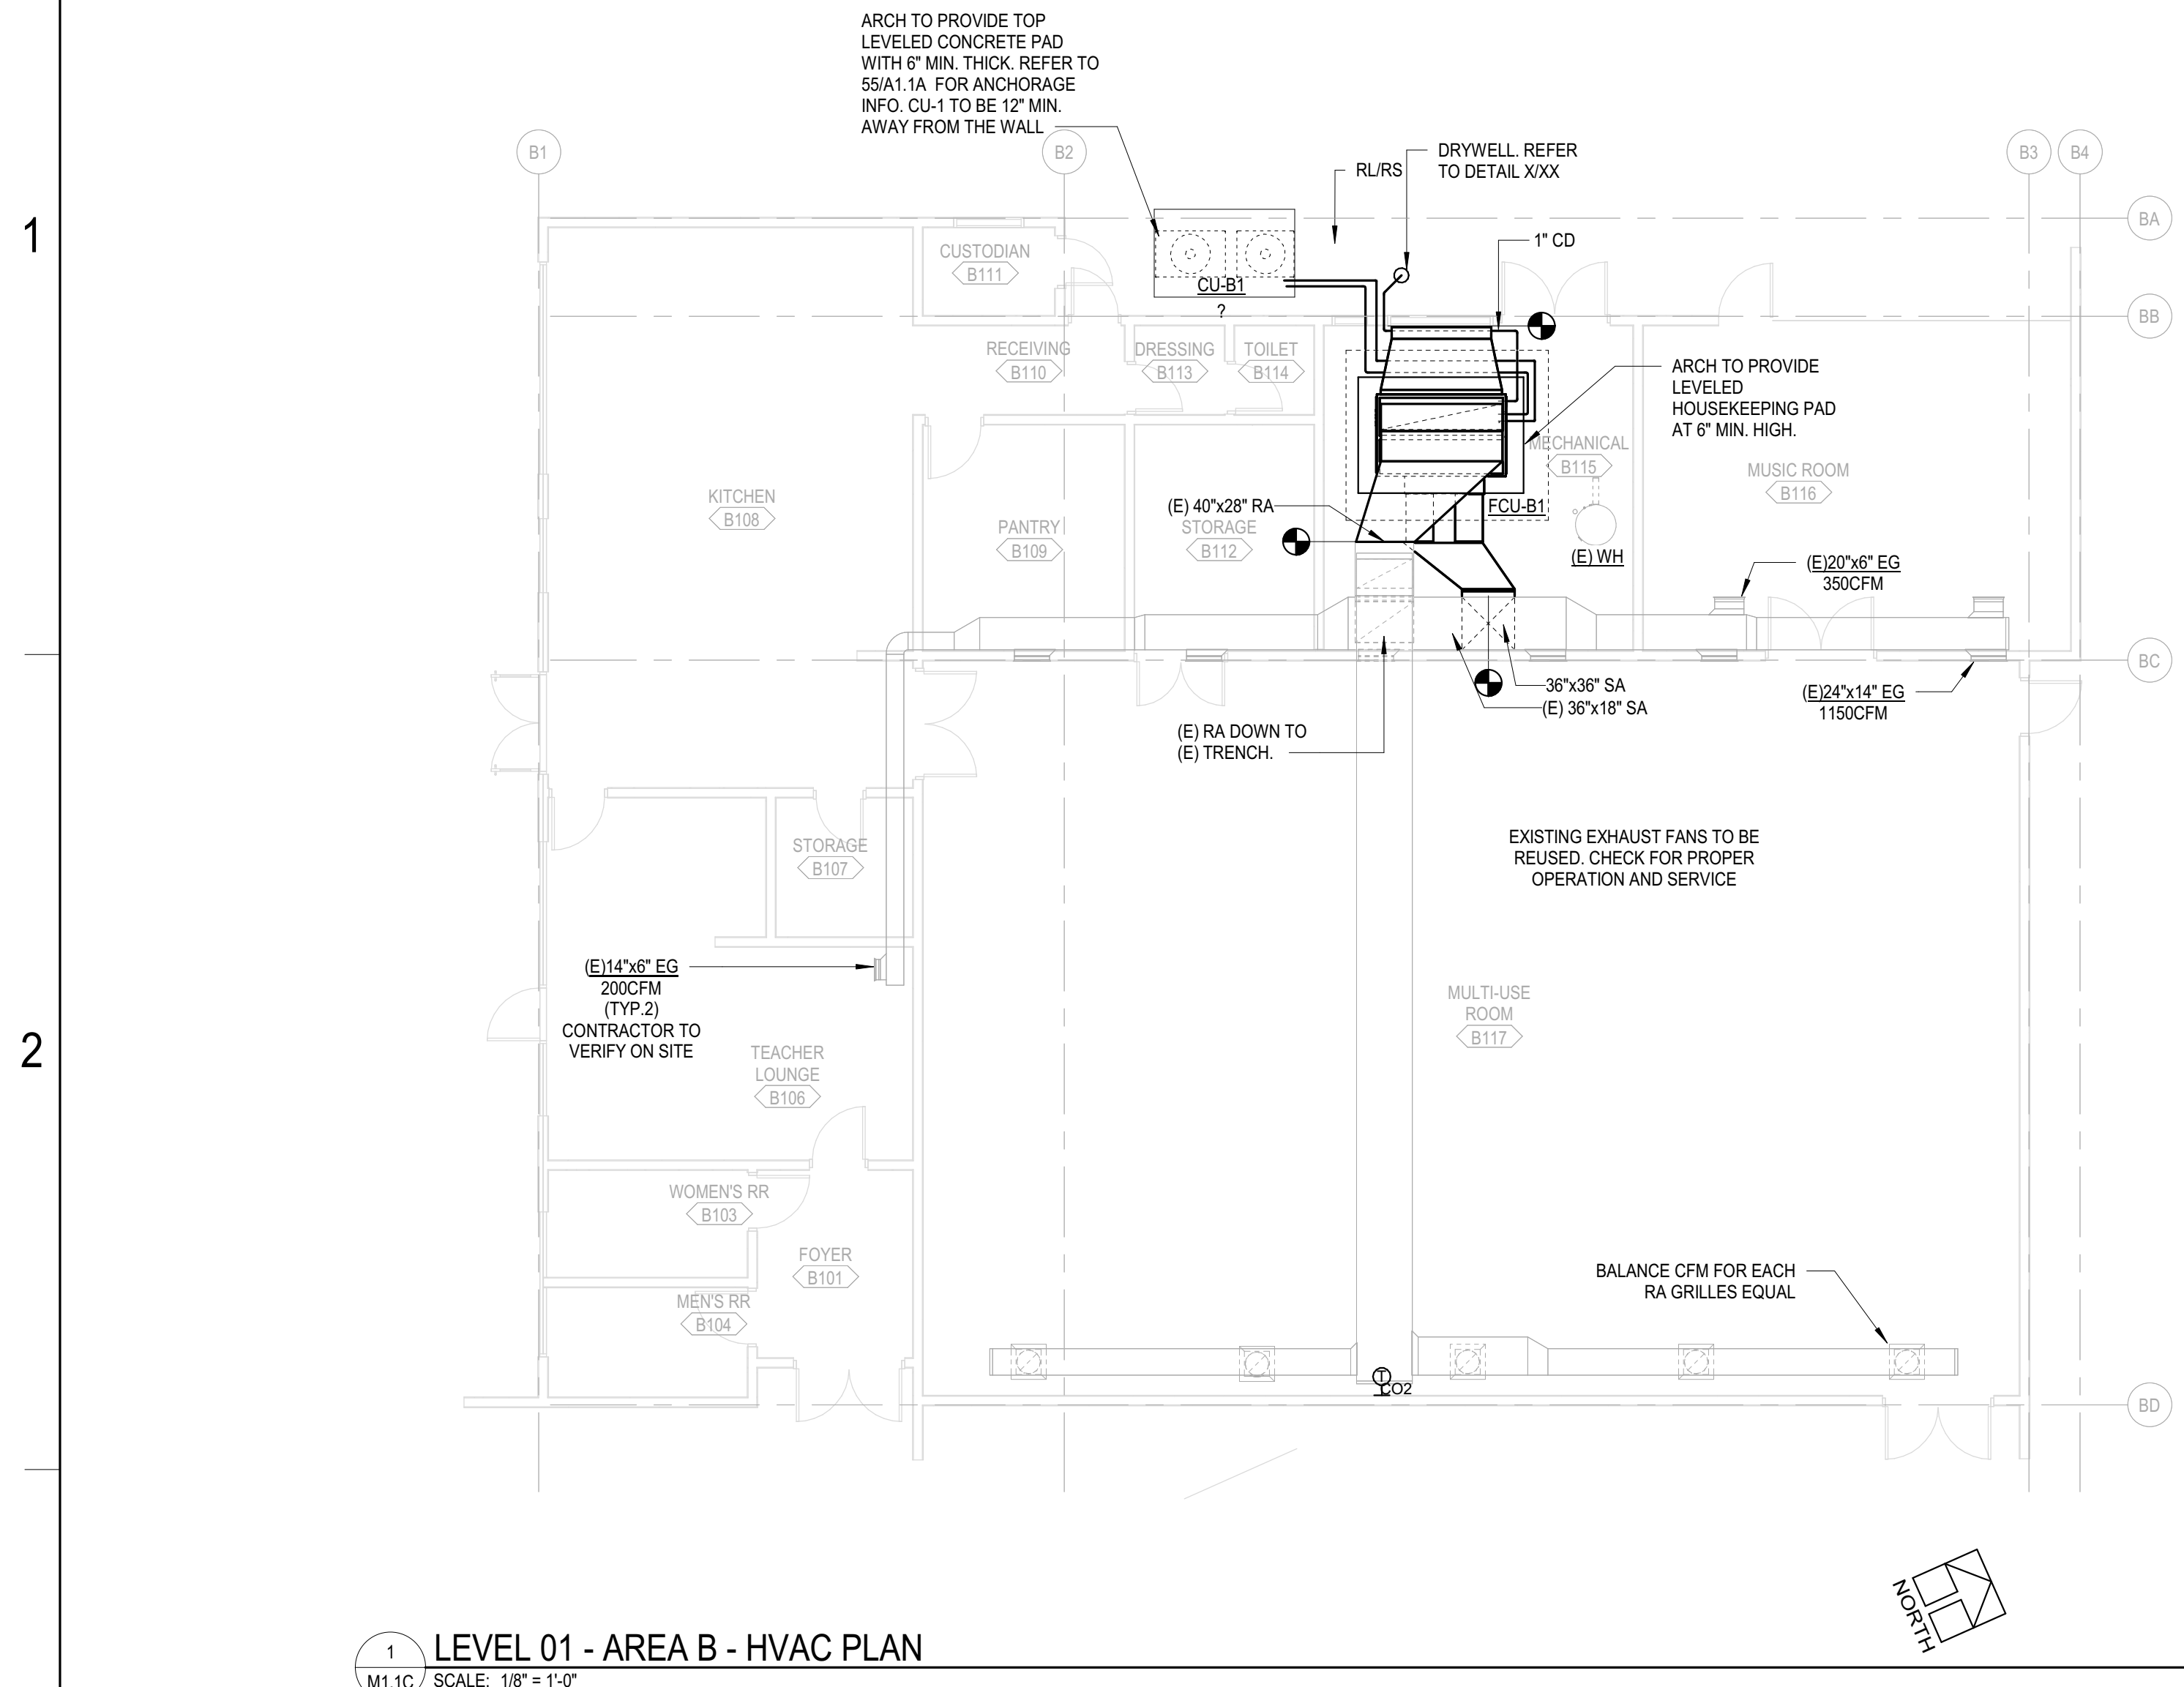 ARCH TO PROVIDE TOP
LEVELED CONCRETE PAD
WITH 6" MIN. THICK. REFER TO
55/A1.1A FOR ANCHORAGE
INFO. CU-1 TO BE 12" MIN.
AWAY FROM THE WALL
B1
B2
B3
B4
1
RL/RS
DRYWELL. REFER
TO DETAIL X/XX
BA
1" CD
CUSTODIAN
B111
CU-B1
?
BB
RECEIVING
B110
DRESSING
B113
TOILET
B114
ARCH TO PROVIDE
LEVELED
HOUSEKEEPING PAD
AT 6" MIN. HIGH.
MECHANICAL
B115
MUSIC ROOM
B116
KITCHEN
B108
PANTRY
B109
(E) 40"x28" RA
STORAGE
B112
FCU-B1
(E) WH
(E)20"x6" EG
350CFM
BC
36"x36" SA
(E) 36"x18" SA
(E)24"x14" EG
1150CFM
(E) RA DOWN TO
(E) TRENCH.
STORAGE
B107
EXISTING EXHAUST FANS TO BE
REUSED. CHECK FOR PROPER
OPERATION AND SERVICE
(E)14"x6" EG
200CFM
(TYP.2)
CONTRACTOR TO
VERIFY ON SITE
2
MULTI-USE
ROOM
B117
TEACHER
LOUNGE
B106
WOMEN'S RR
B103
FOYER
B101
MEN'S RR
B104
BALANCE CFM FOR EACH
RA GRILLES EQUAL
T
CO2
BD
NORTH
1
M1.1C
LEVEL 01 - AREA B - HVAC PLAN
SCALE: 1/8" = 1'-0"